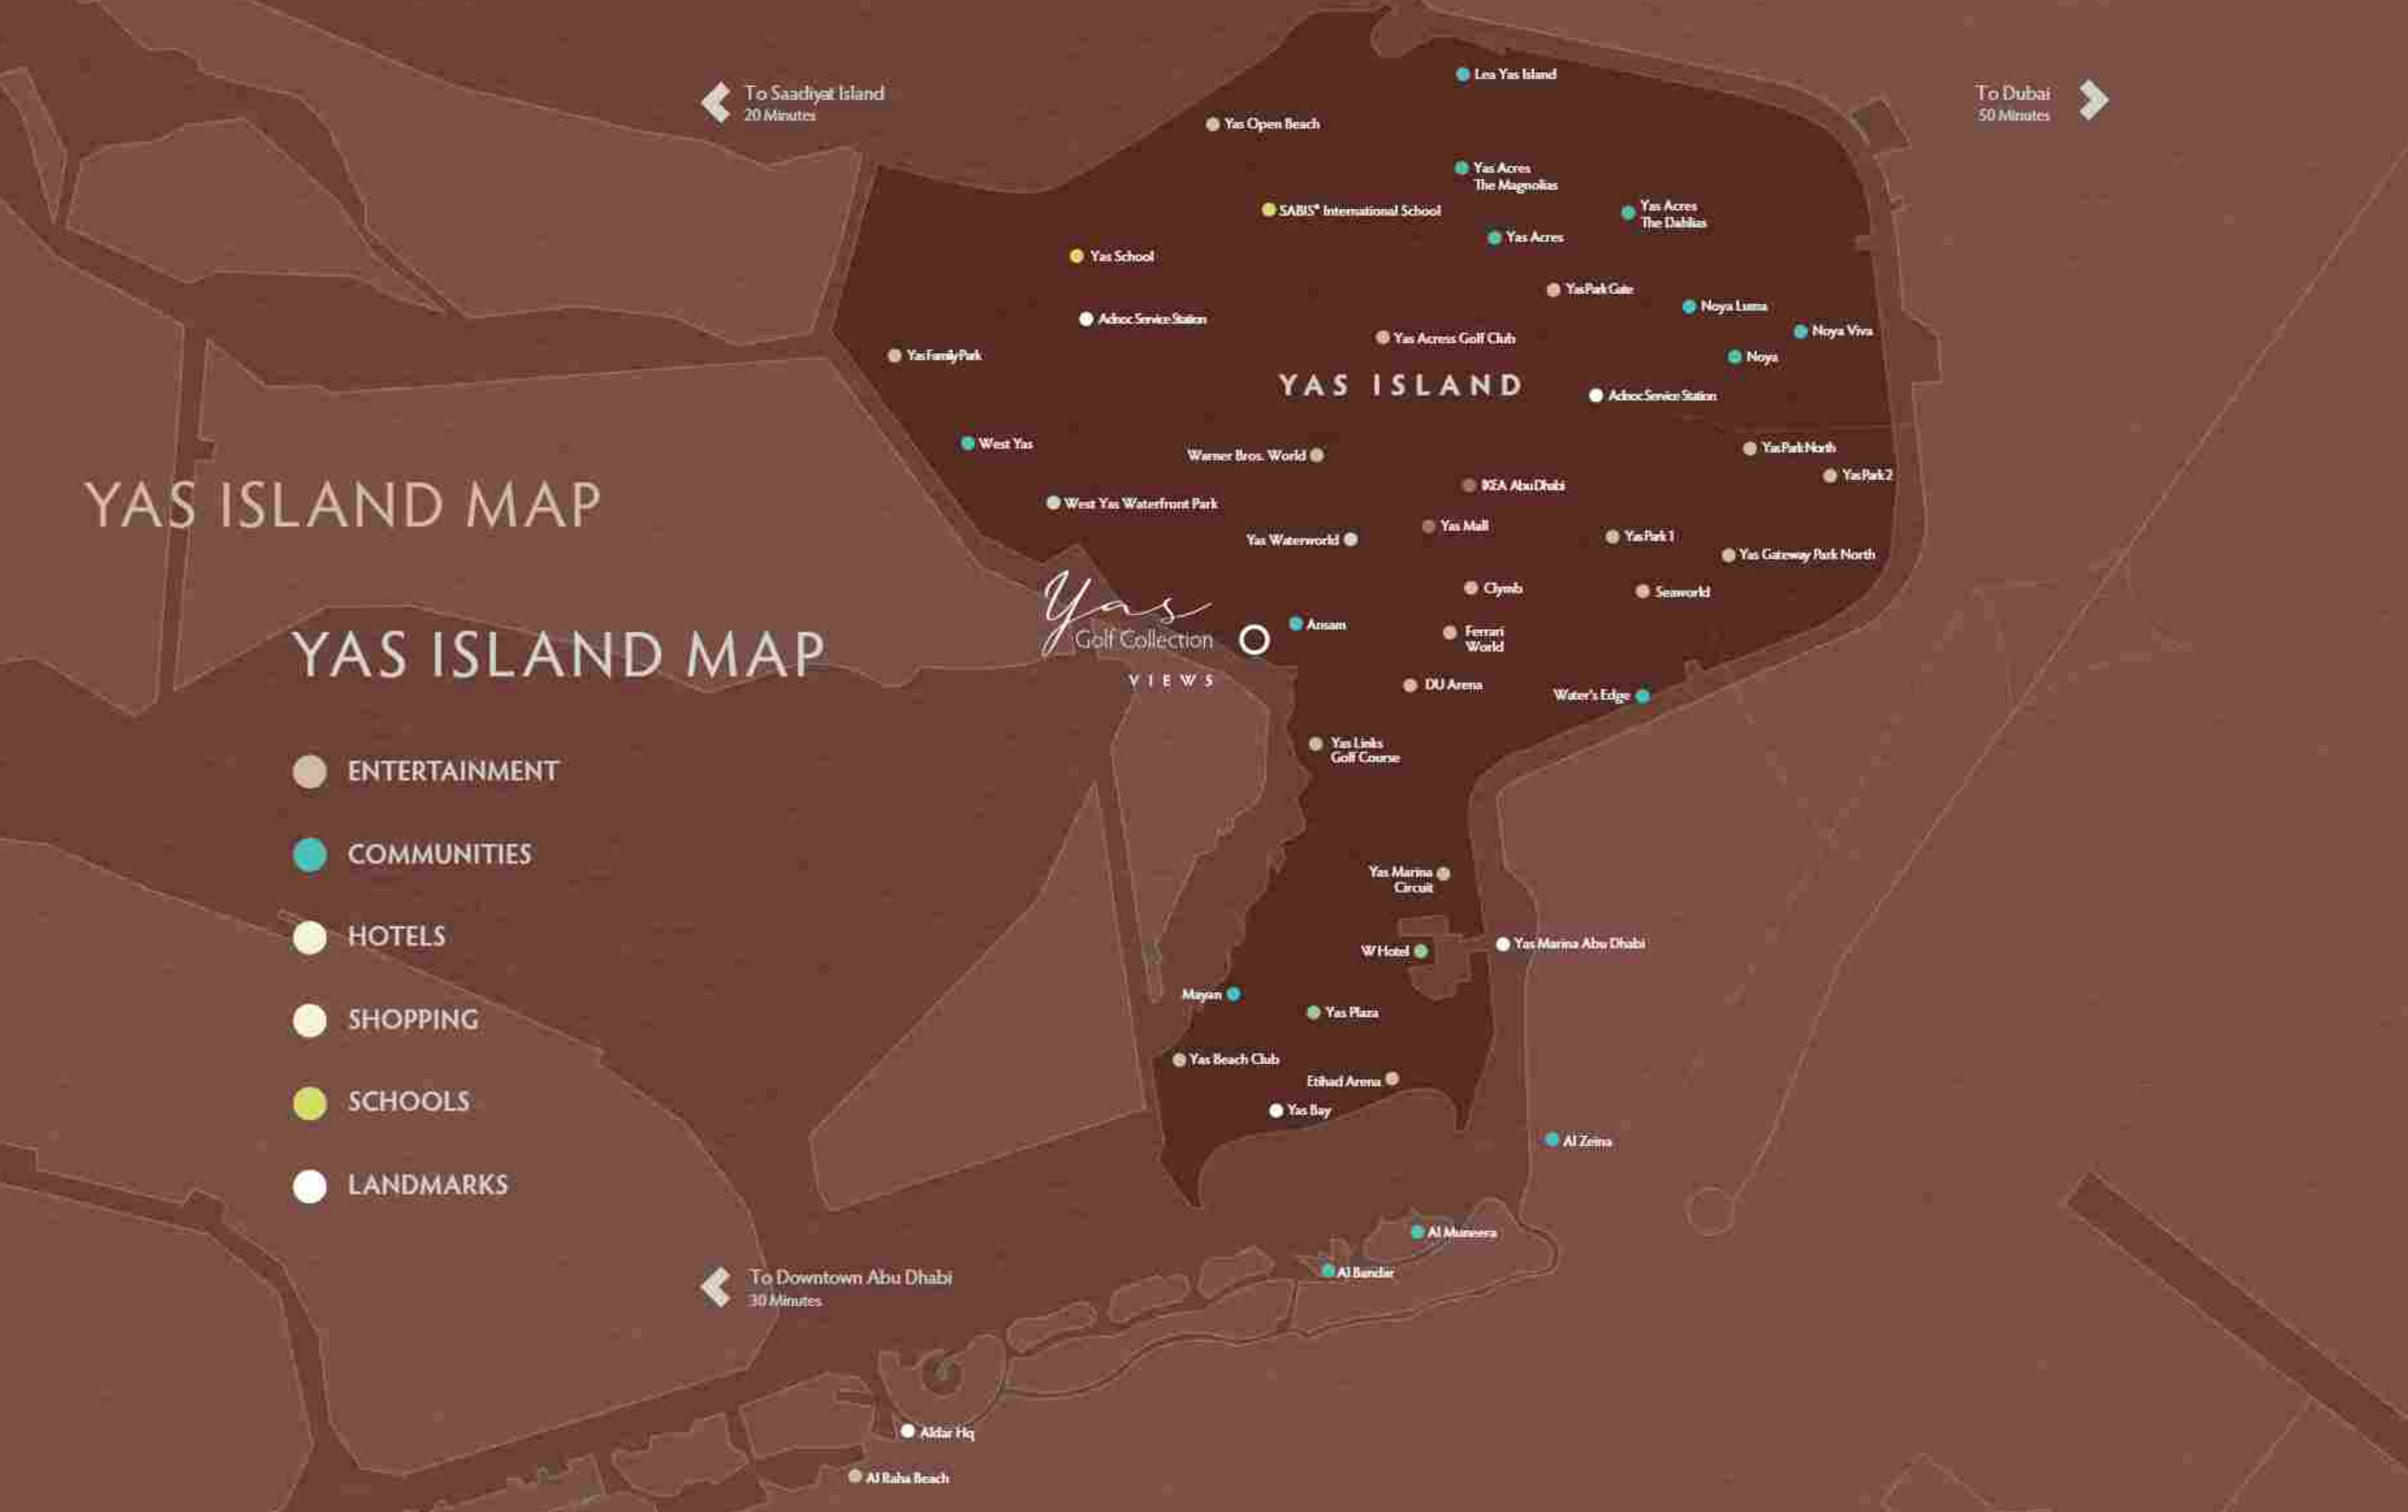 To Saadiyat Island
20 Minutes
To Dubai
50 Minutes
Lea Yas Island
Yas Open Beach
Yas Acres
The Magnolias
SABIS® International School
Yas Acres
The Dahlias
Yas Acres
Yas School
Yas Park Gate
Noya Luma
Adnoc Service Station
Noya Viva
Yas Acress Golf Club
Yas Family Park
Noya
YAS ISLAND
Adnoc Service Station
West Yas
Warner Bros. World
Yas Park North
Yas Park 2
IKEA Abu Dhabi
YAS ISLAND MAP
West Yas Waterfront Park
Yas Mall
Yas Waterworld
Yas Park 1
Yas Gateway Park North
Clymb
Seaworld
Yas
Golf Collection
VIEWS
Ansam
Ferrari
World
YAS ISLAND MAP
DU Arena
Water's Edge
Yas Links
Golf Course
ENTERTAINMENT
COMMUNITIES
HOTELS
SHOPPING
SCHOOLS
LANDMARKS
Yas Marina
Circuit
W Hotel
Yas Marina Abu Dhabi
Mayan
Yas Plaza
Yas Beach Club
Etihad Arena
Yas Bay
Al Zeina
Al Muneera
Al Bandar
To Downtown Abu Dhabi
30 Minutes
Aldar Hq
Al Raha Beach